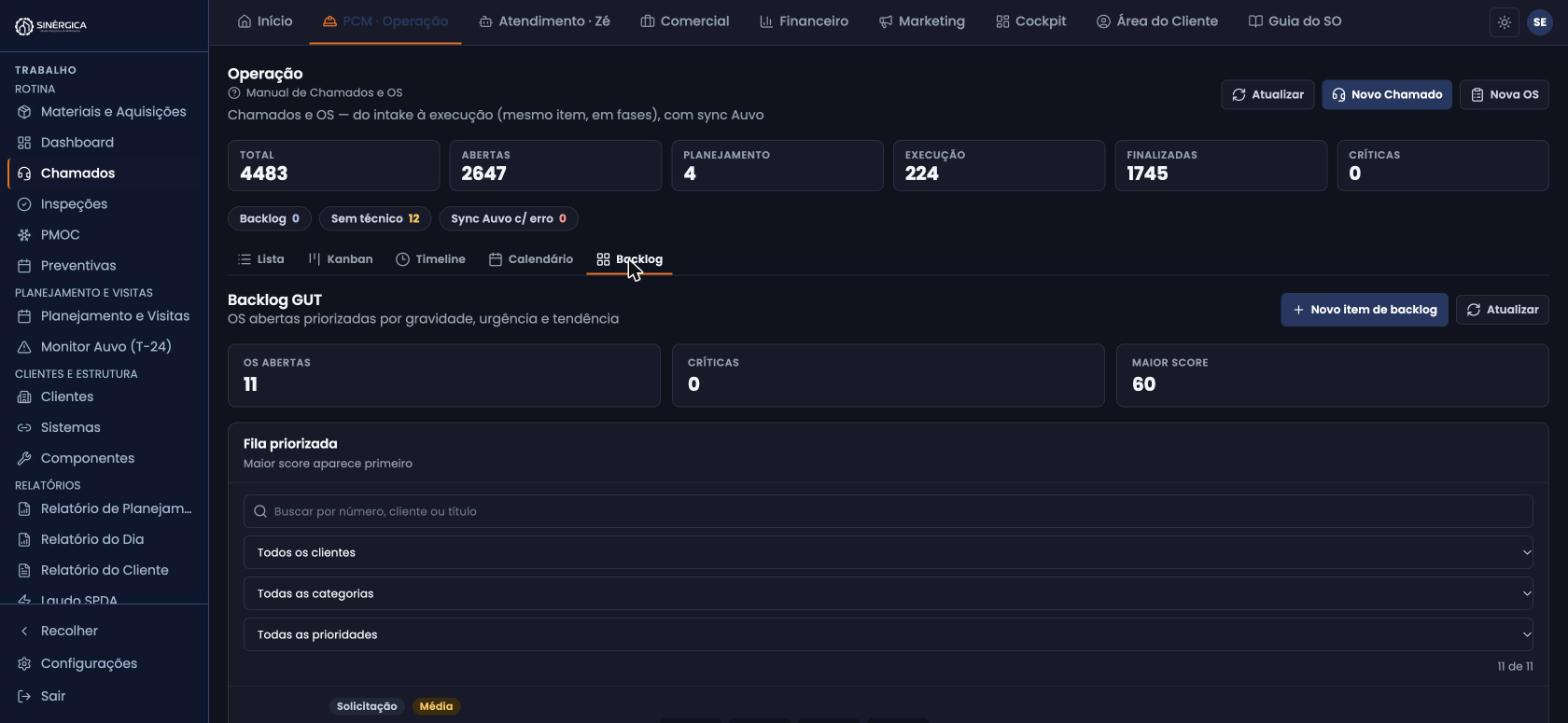 SINÉRGICA
Início
PCM · Operação
Atendimento · Zé
Comercial
Financeiro
Marketing
Cockpit
Área do Cliente
Guia do SO
SE
TRABALHO
ROTINA
Materiais e Aquisições
Dashboard
Chamados
Inspeções
PMOC
Preventivas
PLANEJAMENTO E VISITAS
Planejamento e Visitas
Monitor Auvo (T-24)
CLIENTES E ESTRUTURA
Clientes
Sistemas
Componentes
RELATÓRIOS
Relatório de Planejam...
Relatório do Dia
Relatório do Cliente
Laudo SPDA
Recolher
Configurações
Sair
Operação
Manual de Chamados e OS
Chamados e OS — do intake à execução (mesmo item, em fases), com sync Auvo
Atualizar
Novo Chamado
Nova OS
TOTAL
4483
ABERTAS
2647
PLANEJAMENTO
4
EXECUÇÃO
224
FINALIZADAS
1745
CRÍTICAS
0
Backlog 0
Sem técnico 12
Sync Auvo c/ erro 0
Lista
Kanban
Timeline
Calendário
Backlog
Backlog GUT
OS abertas priorizadas por gravidade, urgência e tendência
+ Novo item de backlog
Atualizar
OS ABERTAS
11
CRÍTICAS
0
MAIOR SCORE
60
Fila priorizada
Maior score aparece primeiro
Buscar por número, cliente ou título
Todos os clientes
Todas as categorias
Todas as prioridades
11 de 11
Solicitação
Média